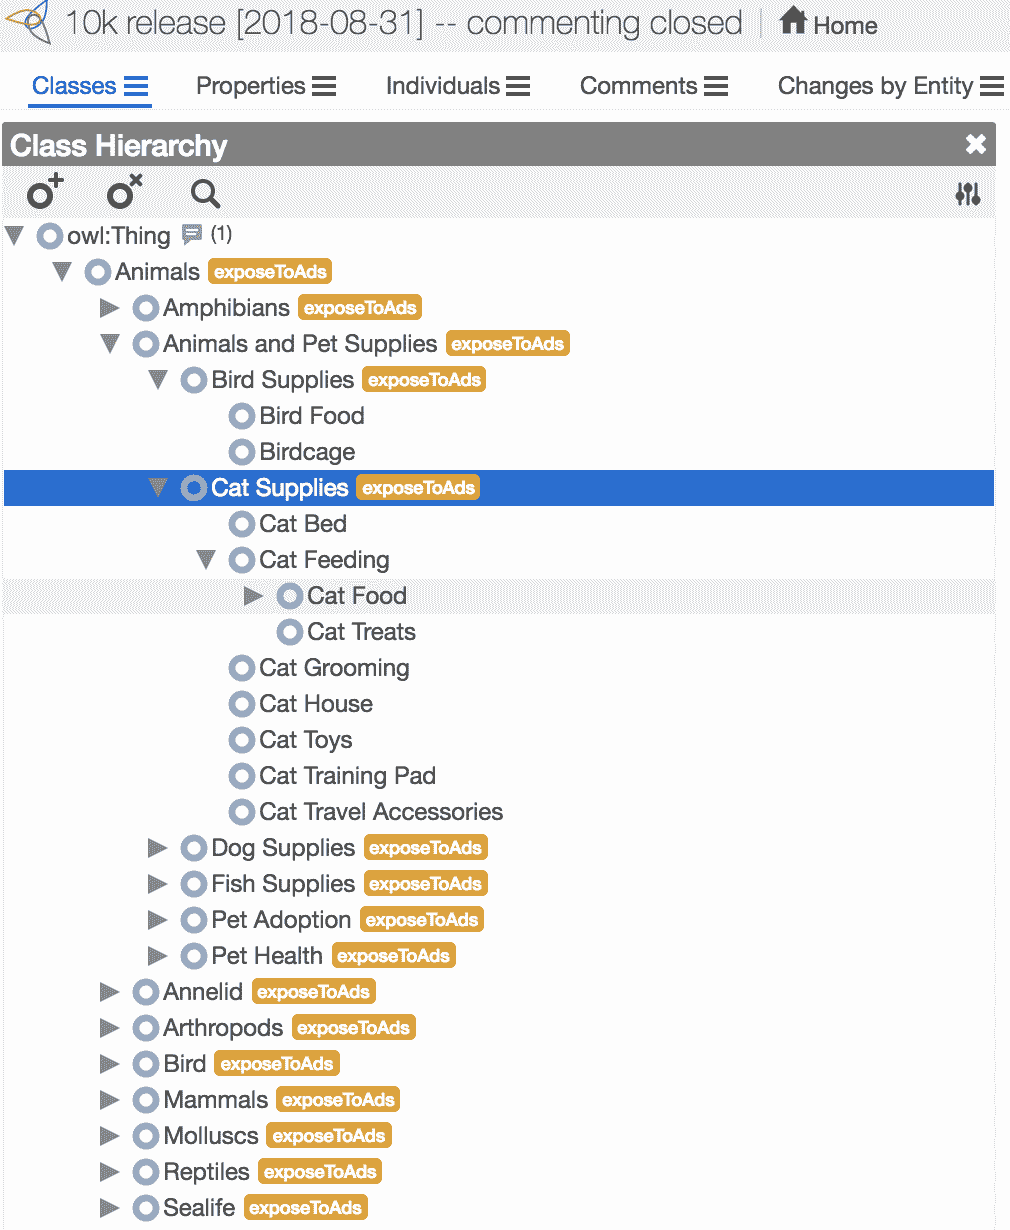 10k release [2018-08-31] -- commenting closed Home
Classes Properties Individuals Comments Changes by Entity
Class Hierarchy
owl:Thing (1)
Animals exposeToAds
Amphibians exposeToAds
Animals and Pet Supplies exposeToAds
Bird Supplies exposeToAds
Bird Food
Birdcage
Cat Supplies exposeToAds
Cat Bed
Cat Feeding
Cat Food
Cat Treats
Cat Grooming
Cat House
Cat Toys
Cat Training Pad
Cat Travel Accessories
Dog Supplies exposeToAds
Fish Supplies exposeToAds
Pet Adoption exposeToAds
Pet Health exposeToAds
Annelid exposeToAds
Arthropods exposeToAds
Bird exposeToAds
Mammals exposeToAds
Molluscs exposeToAds
Reptiles exposeToAds
Sealife exposeToAds